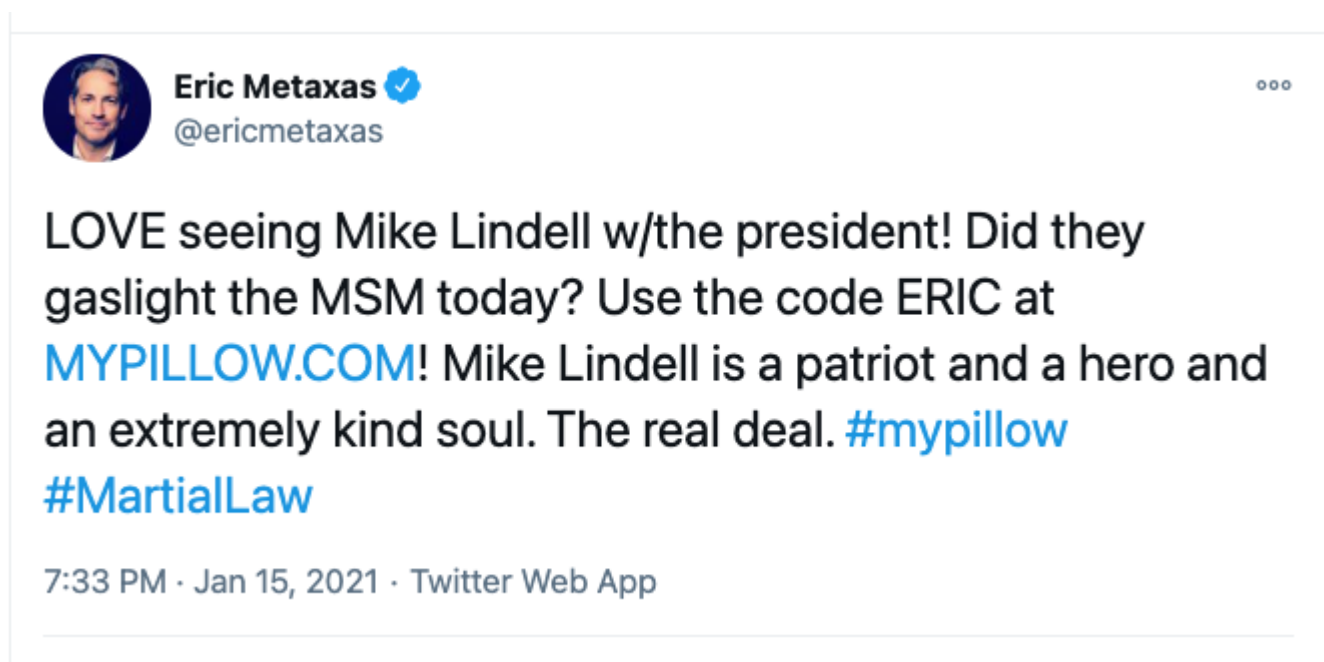 Eric Metaxas
@ericmetaxas
LOVE seeing Mike Lindell w/the president! Did they
gaslight the MSM today? Use the code ERIC at
MYPILLOW.COM! Mike Lindell is a patriot and a hero and
an extremely kind soul. The real deal. #mypillow
#MartialLaw
7:33 PM · Jan 15, 2021 · Twitter Web App